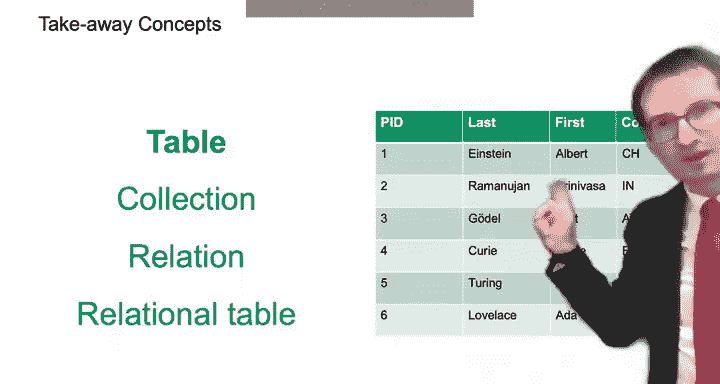 Take-away Concepts
Table
Collection
Relation
Relational table
PID Last First
1 Einstein Albert CH
2 Ramanujan IN
3 Gödel
4 Curie
5 Turing
6 Lovelace Ada